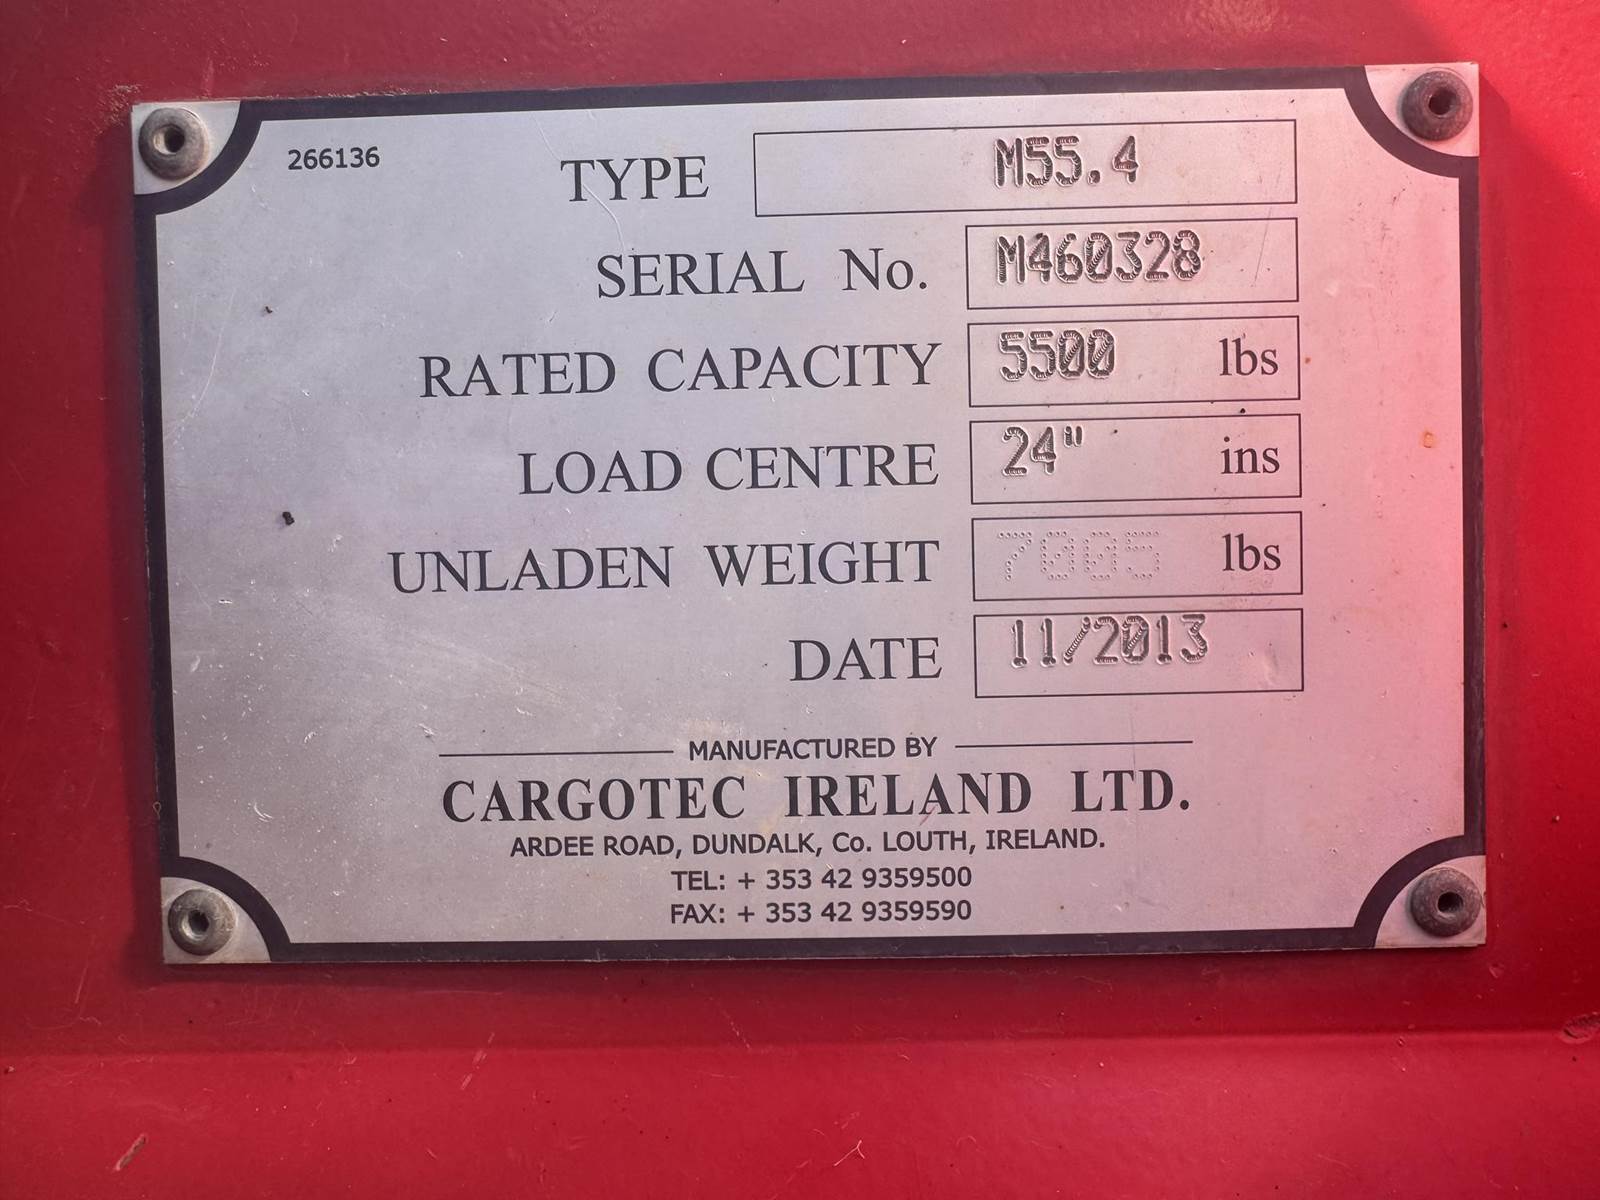 266136
TYPE M55.4
SERIAL No. M460328
RATED CAPACITY 5500 lbs
LOAD CENTRE 24" ins
UNLADEN WEIGHT 7005 lbs
DATE 11/2013
MANUFACTURED BY
CARGOTEC IRELAND LTD.
ARDEE ROAD, DUNDALK, Co. LOUTH, IRELAND.
TEL: + 353 42 9359500
FAX: + 353 42 9359590